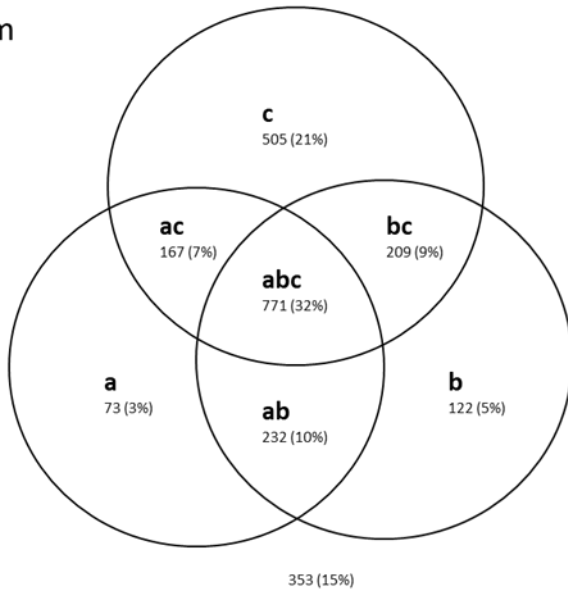 c
505 (21%)
ac
167 (7%)
bc
209 (9%)
abc
771 (32%)
a
73 (3%)
b
122 (5%)
ab
232 (10%)
353 (15%)